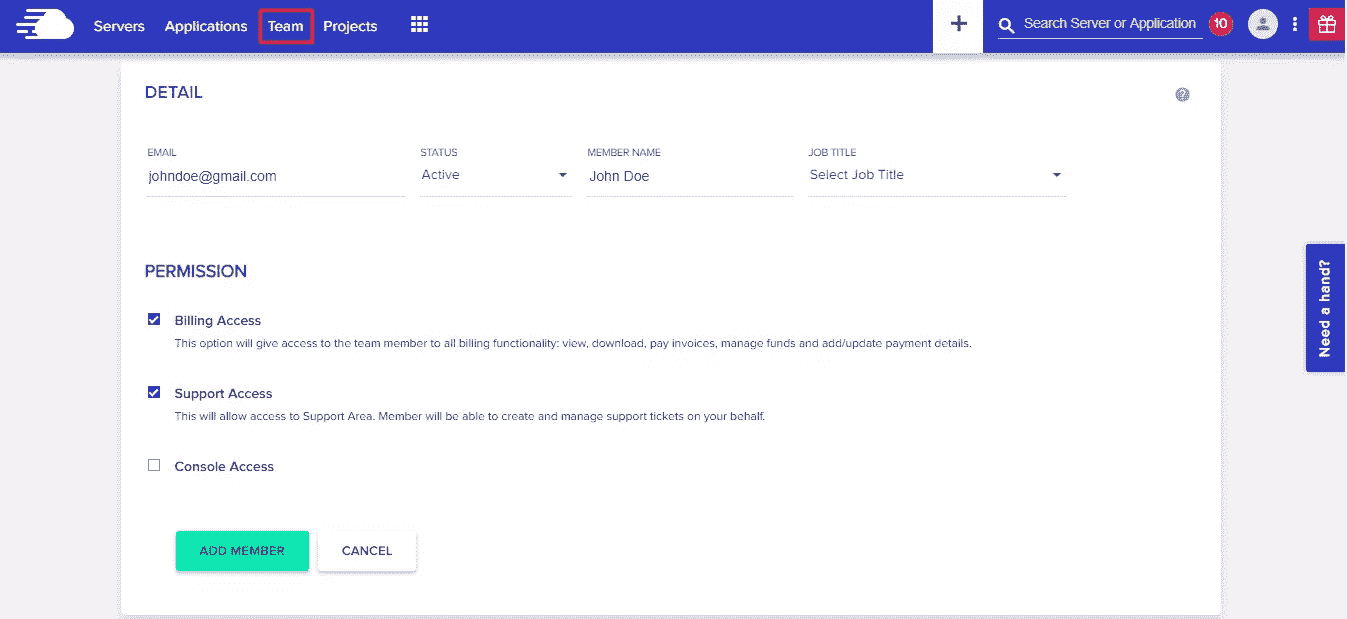 Servers Applications Team Projects Search Server or Application 10
DETAIL
EMAIL STATUS MEMBER NAME JOB TITLE
johndoe@gmail.com Active John Doe Select Job Title
PERMISSION
Billing Access
This option will give access to the team member to all billing functionality: view, download, pay invoices, manage funds and add/update payment details.
Support Access
This will allow access to Support Area. Member will be able to create and manage support tickets on your behalf.
Console Access
ADD MEMBER CANCEL
Need a hand?